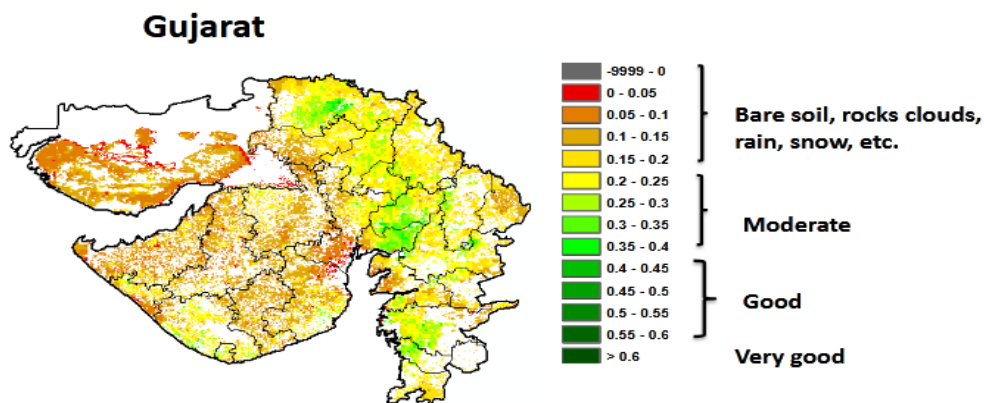 Gujarat
-9999 - 0
0 - 0.05
0.05 - 0.1
0.1 - 0.15
0.15 - 0.2
0.2 - 0.25
0.25 - 0.3
0.3 - 0.35
0.35 - 0.4
0.4 - 0.45
0.45 - 0.5
0.5 - 0.55
0.55 - 0.6
> 0.6
Bare soil, rocks clouds,
rain, snow, etc.
Moderate
Good
Very good